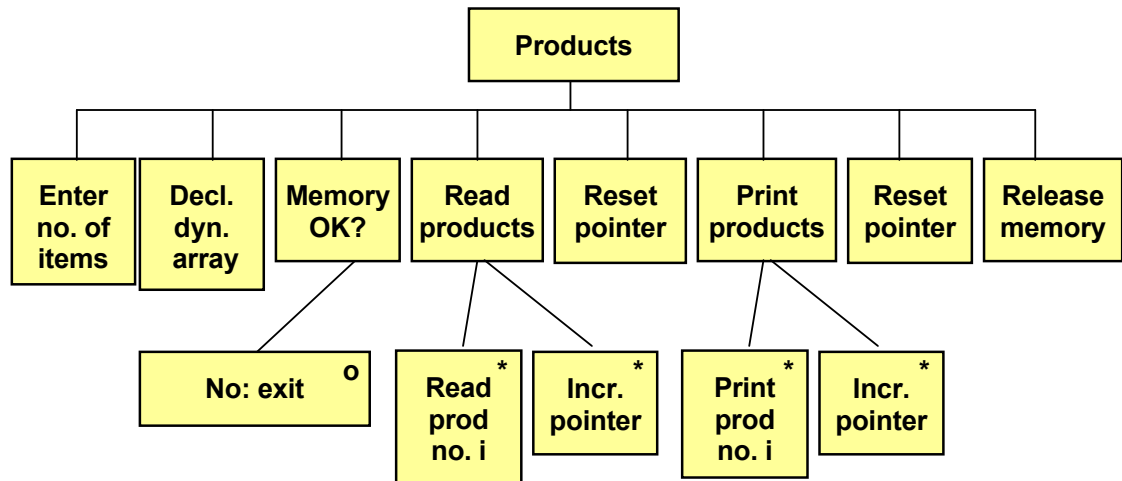 Products
Enter
no. of
items
Decl.
dyn.
array
Memory
OK?
Read
products
Reset
pointer
Print
products
Reset
pointer
Release
memory
No: exit
o
Read
prod
no. i
*
Incr.
pointer
*
Print
prod
no. i
*
Incr.
pointer
*